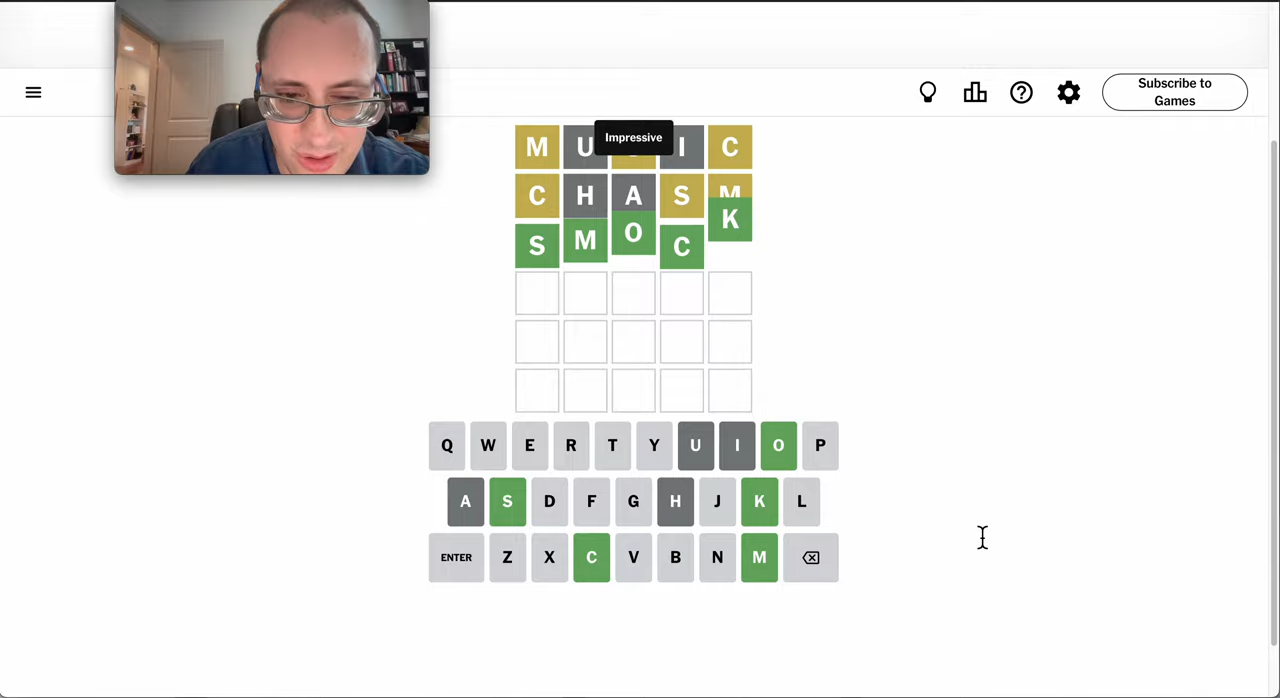 Subscribe to
Games
Impressive
M U I C
C H A S M
S M O C K
Q W E R T Y U I O P
A S D F G H J K L
ENTER Z X C V B N M